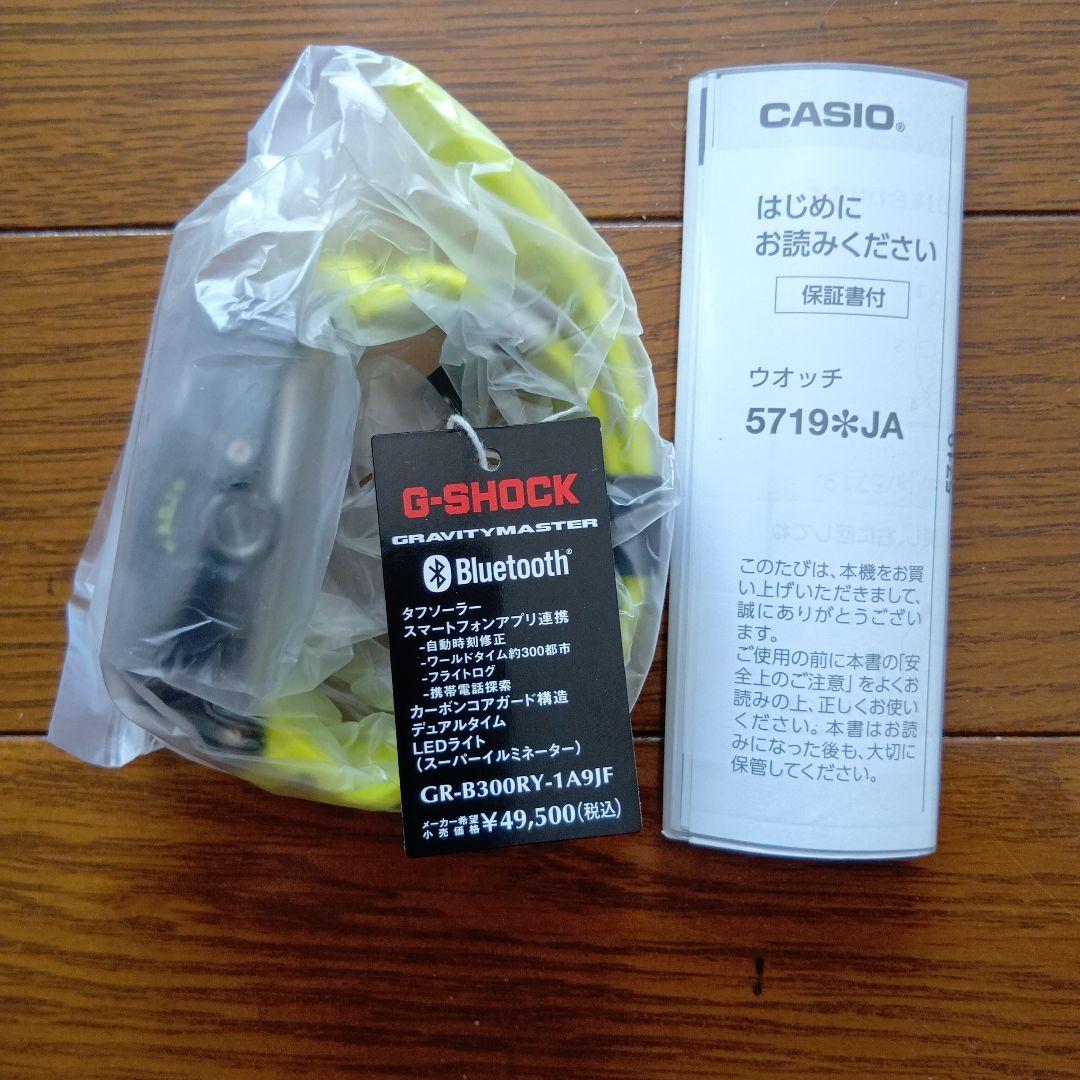 G-SHOCK
GRAVITYMASTER
Bluetooth®
タフソーラー
スマートフォンアプリ連携
-自動時刻修正
-ワールドタイム約300都市
-フライトログ
-携帯電話探索
カーボンコアガード構造
デュアルタイム
LEDライト
(スーパーイルミネーター)
GR-B300RY-1A9JF
メーカー希望
小売価格 ¥49,500(税込)
CASIO®
はじめに
お読みください
保証書付
ウオッチ
5719✻JA
このたびは、本機をお買
い上げいただきまして、
誠にありがとうござい
ます。
ご使用の前に本書の「安
全上のご注意」をよくお
読みの上、正しくお使い
ください。本書はお読
みになった後も、大切に
保管してください。